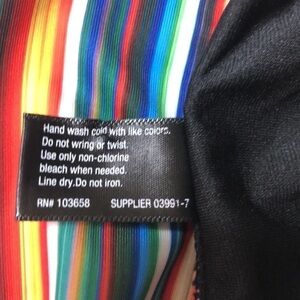 Hand wash cold with like colors.
Do not wring or twist.
Use only non-chlorine
bleach when needed.
Line dry.Do not iron.
RN# 103658 SUPPLIER 03991-7